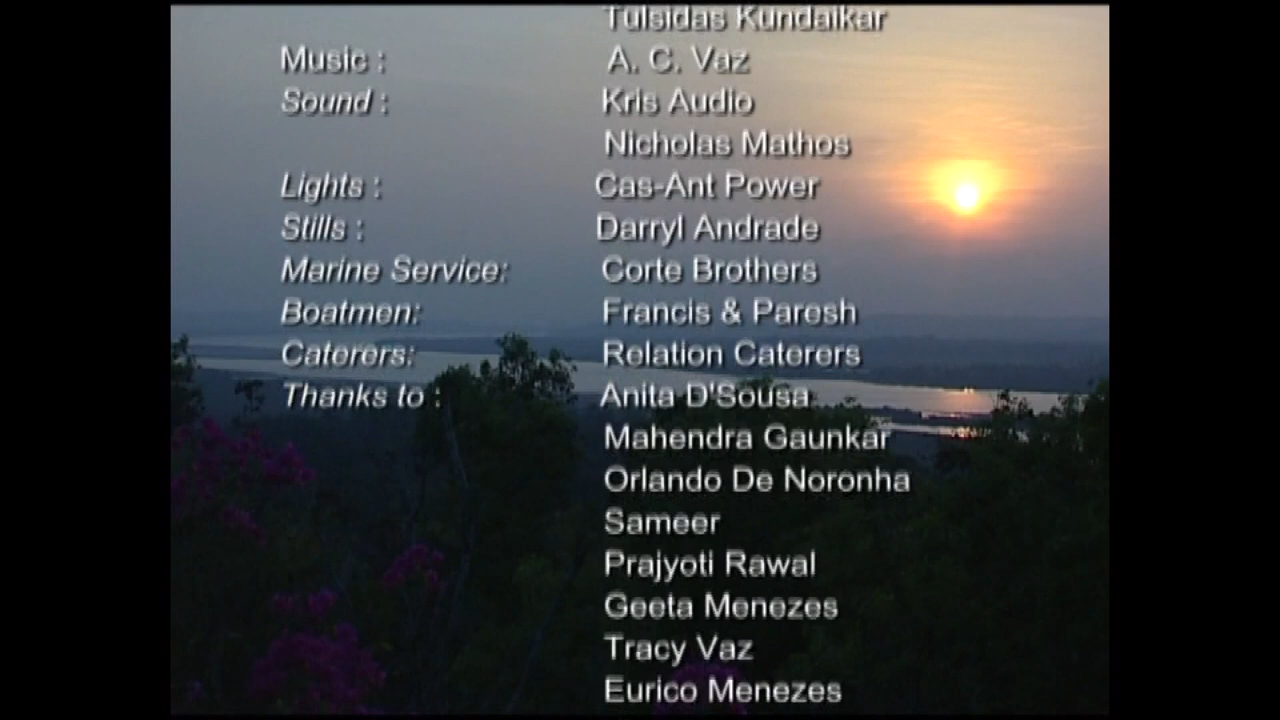 Tulsidas Kundaikar
Music : A. C. Vaz
Sound : Kris Audio
Nicholas Mathos
Lights : Cas-Ant Power
Stills : Darryl Andrade
Marine Service: Corte Brothers
Boatmen: Francis & Paresh
Caterers: Relation Caterers
Thanks to : Anita D'Sousa
Mahendra Gaunkar
Orlando De Noronha
Sameer
Prajyoti Rawal
Geeta Menezes
Tracy Vaz
Eurico Menezes